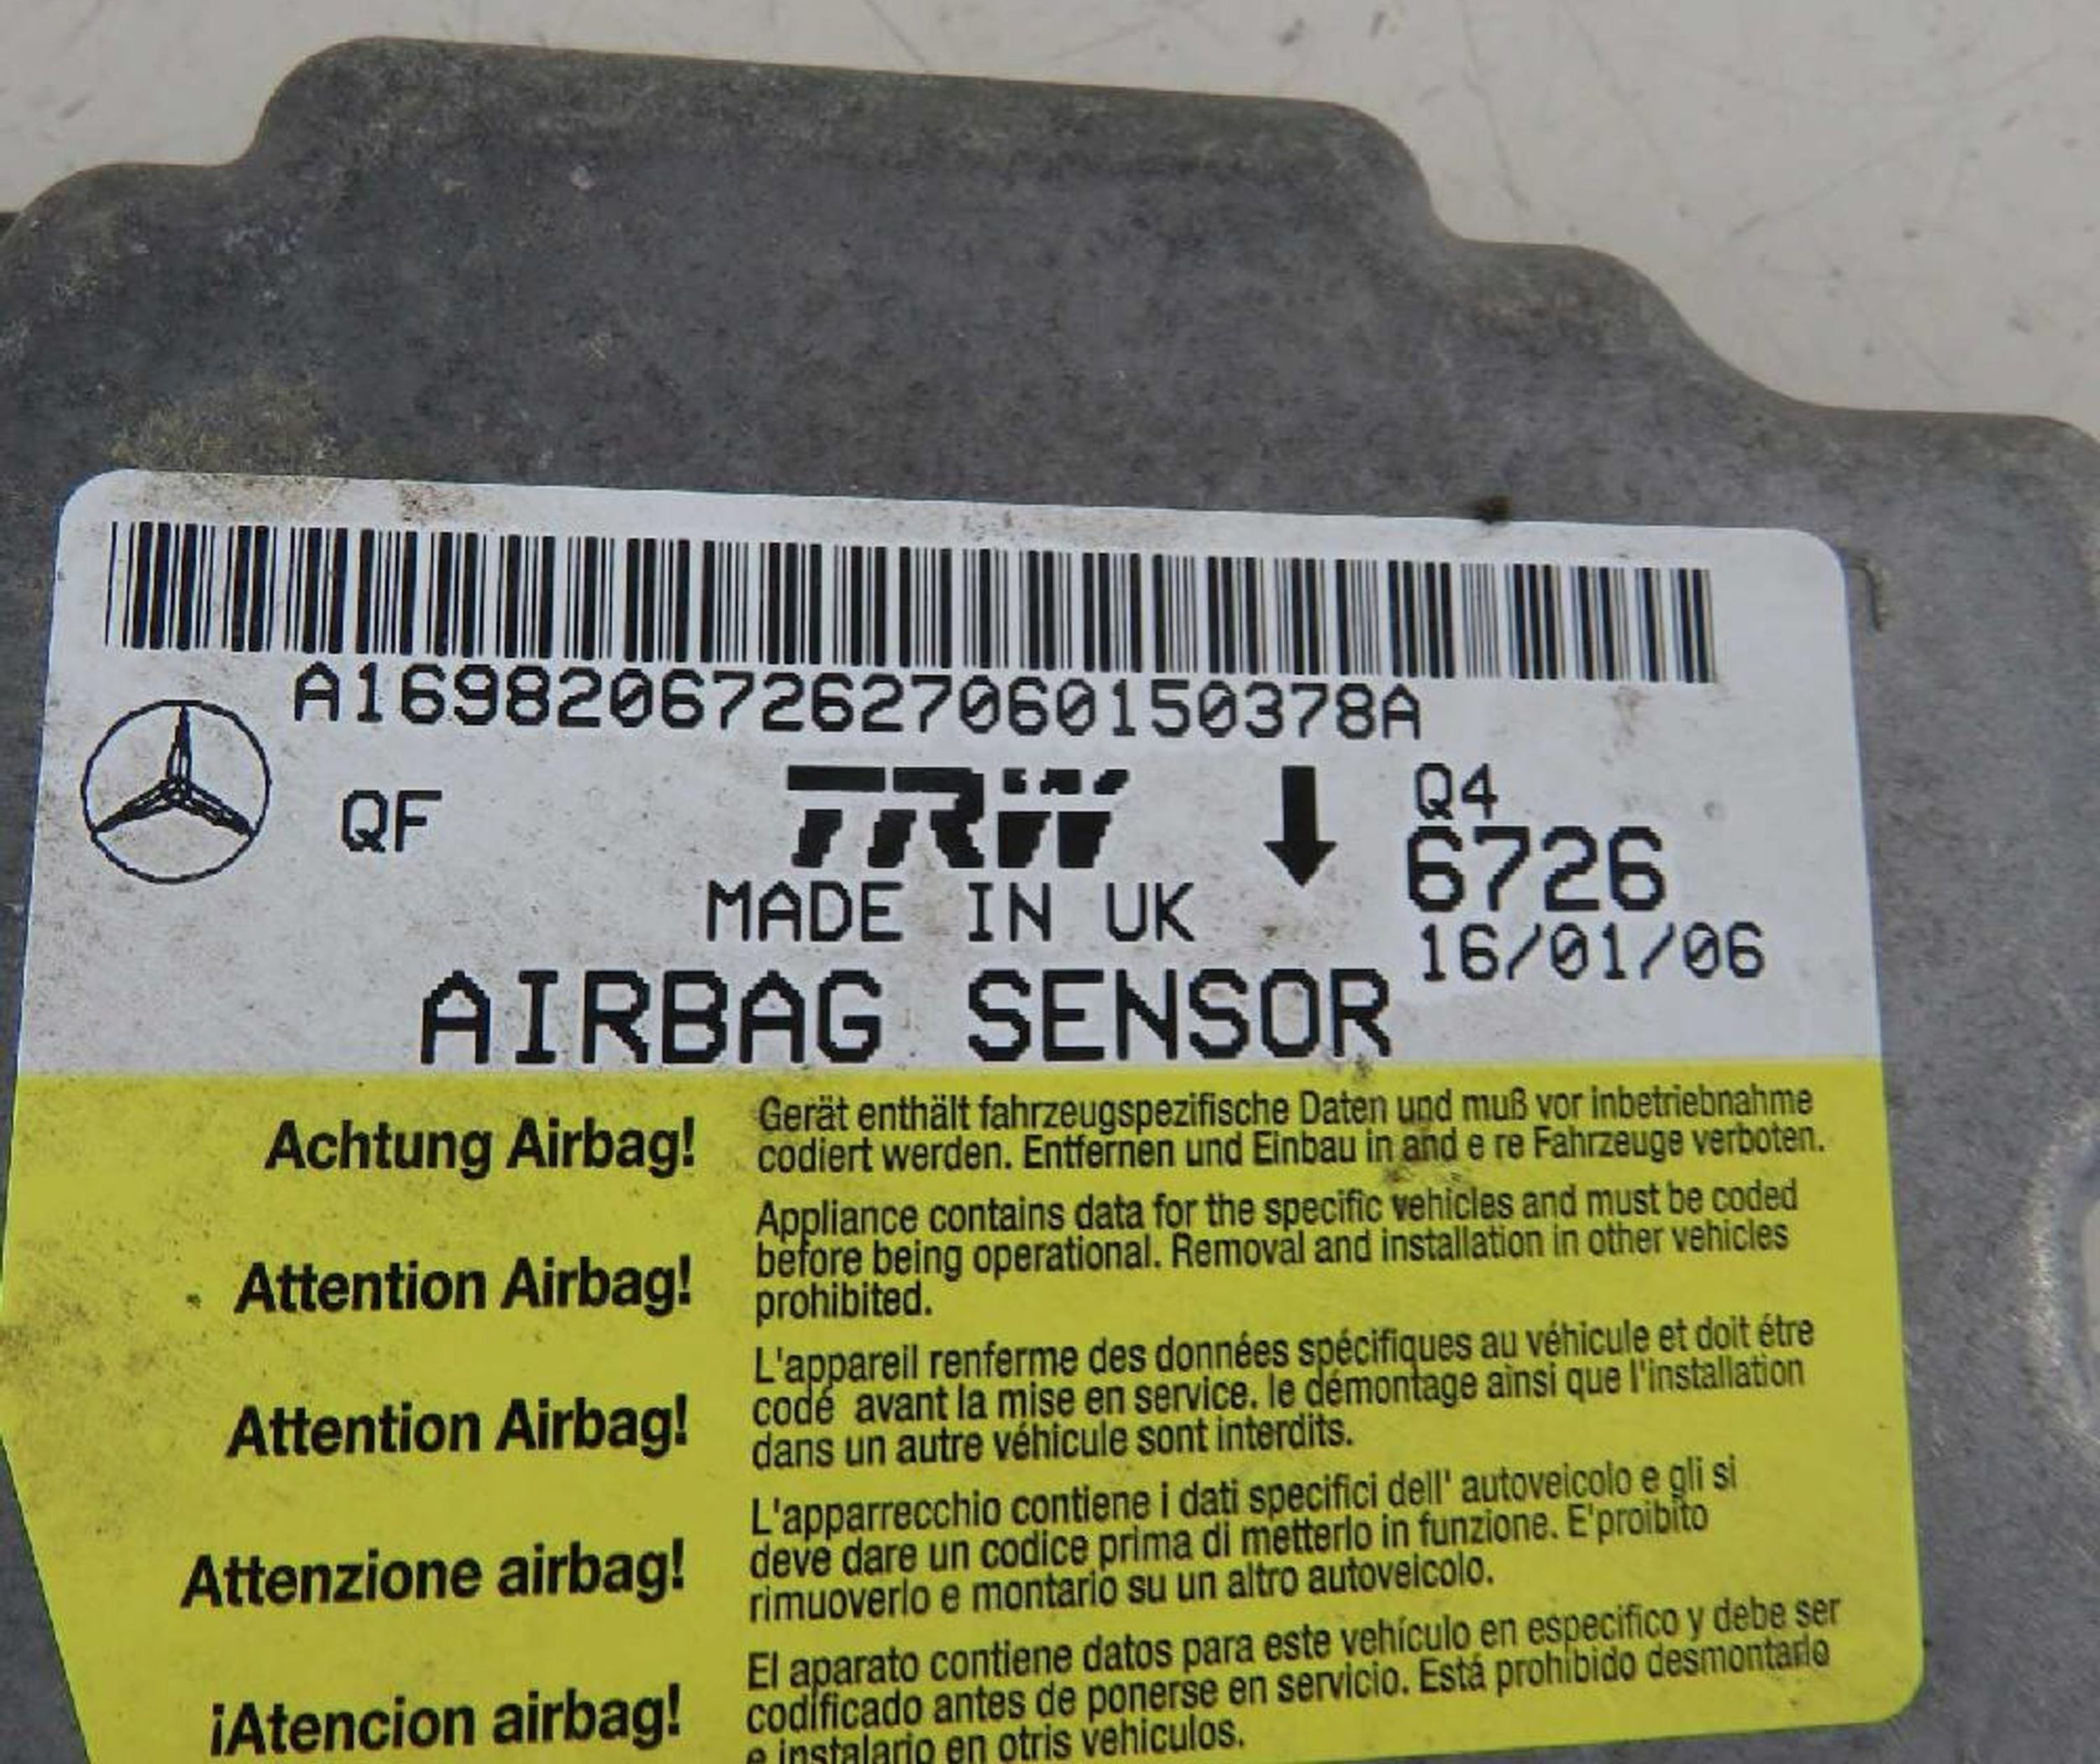 A1698206726270601503​78A
QF
TRW
Q4
6726
MADE IN UK
16/01/06
AIRBAG SENSOR
Achtung Airbag!
Gerät enthält fahrzeugspezifische Daten und muß vor inbetriebnahme
codiert werden. Entfernen und Einbau in and e re Fahrzeuge verboten.
Attention Airbag!
Appliance contains data for the specific vehicles and must be coded
before being operational. Removal and installation in other vehicles
prohibited.
Attention Airbag!
L'appareil renferme des données spécifiques au véhicule et doit étre
codé avant la mise en service. le démontage ainsi que l'installation
dans un autre véhicule sont interdits.
Attenzione airbag!
L'apparrecchio contiene i dati specifici dell' autoveicolo e gli si
deve dare un codice prima di metterlo in funzione. E'proibito
rimuoverlo e montarlo su un altro autoveicolo.
¡Atencion airbag!
El aparato contiene datos para este vehículo en especifico y debe ser
codificado antes de ponerse en servicio. Está prohibido desmontarlo
e instalario en otris vehiculos.